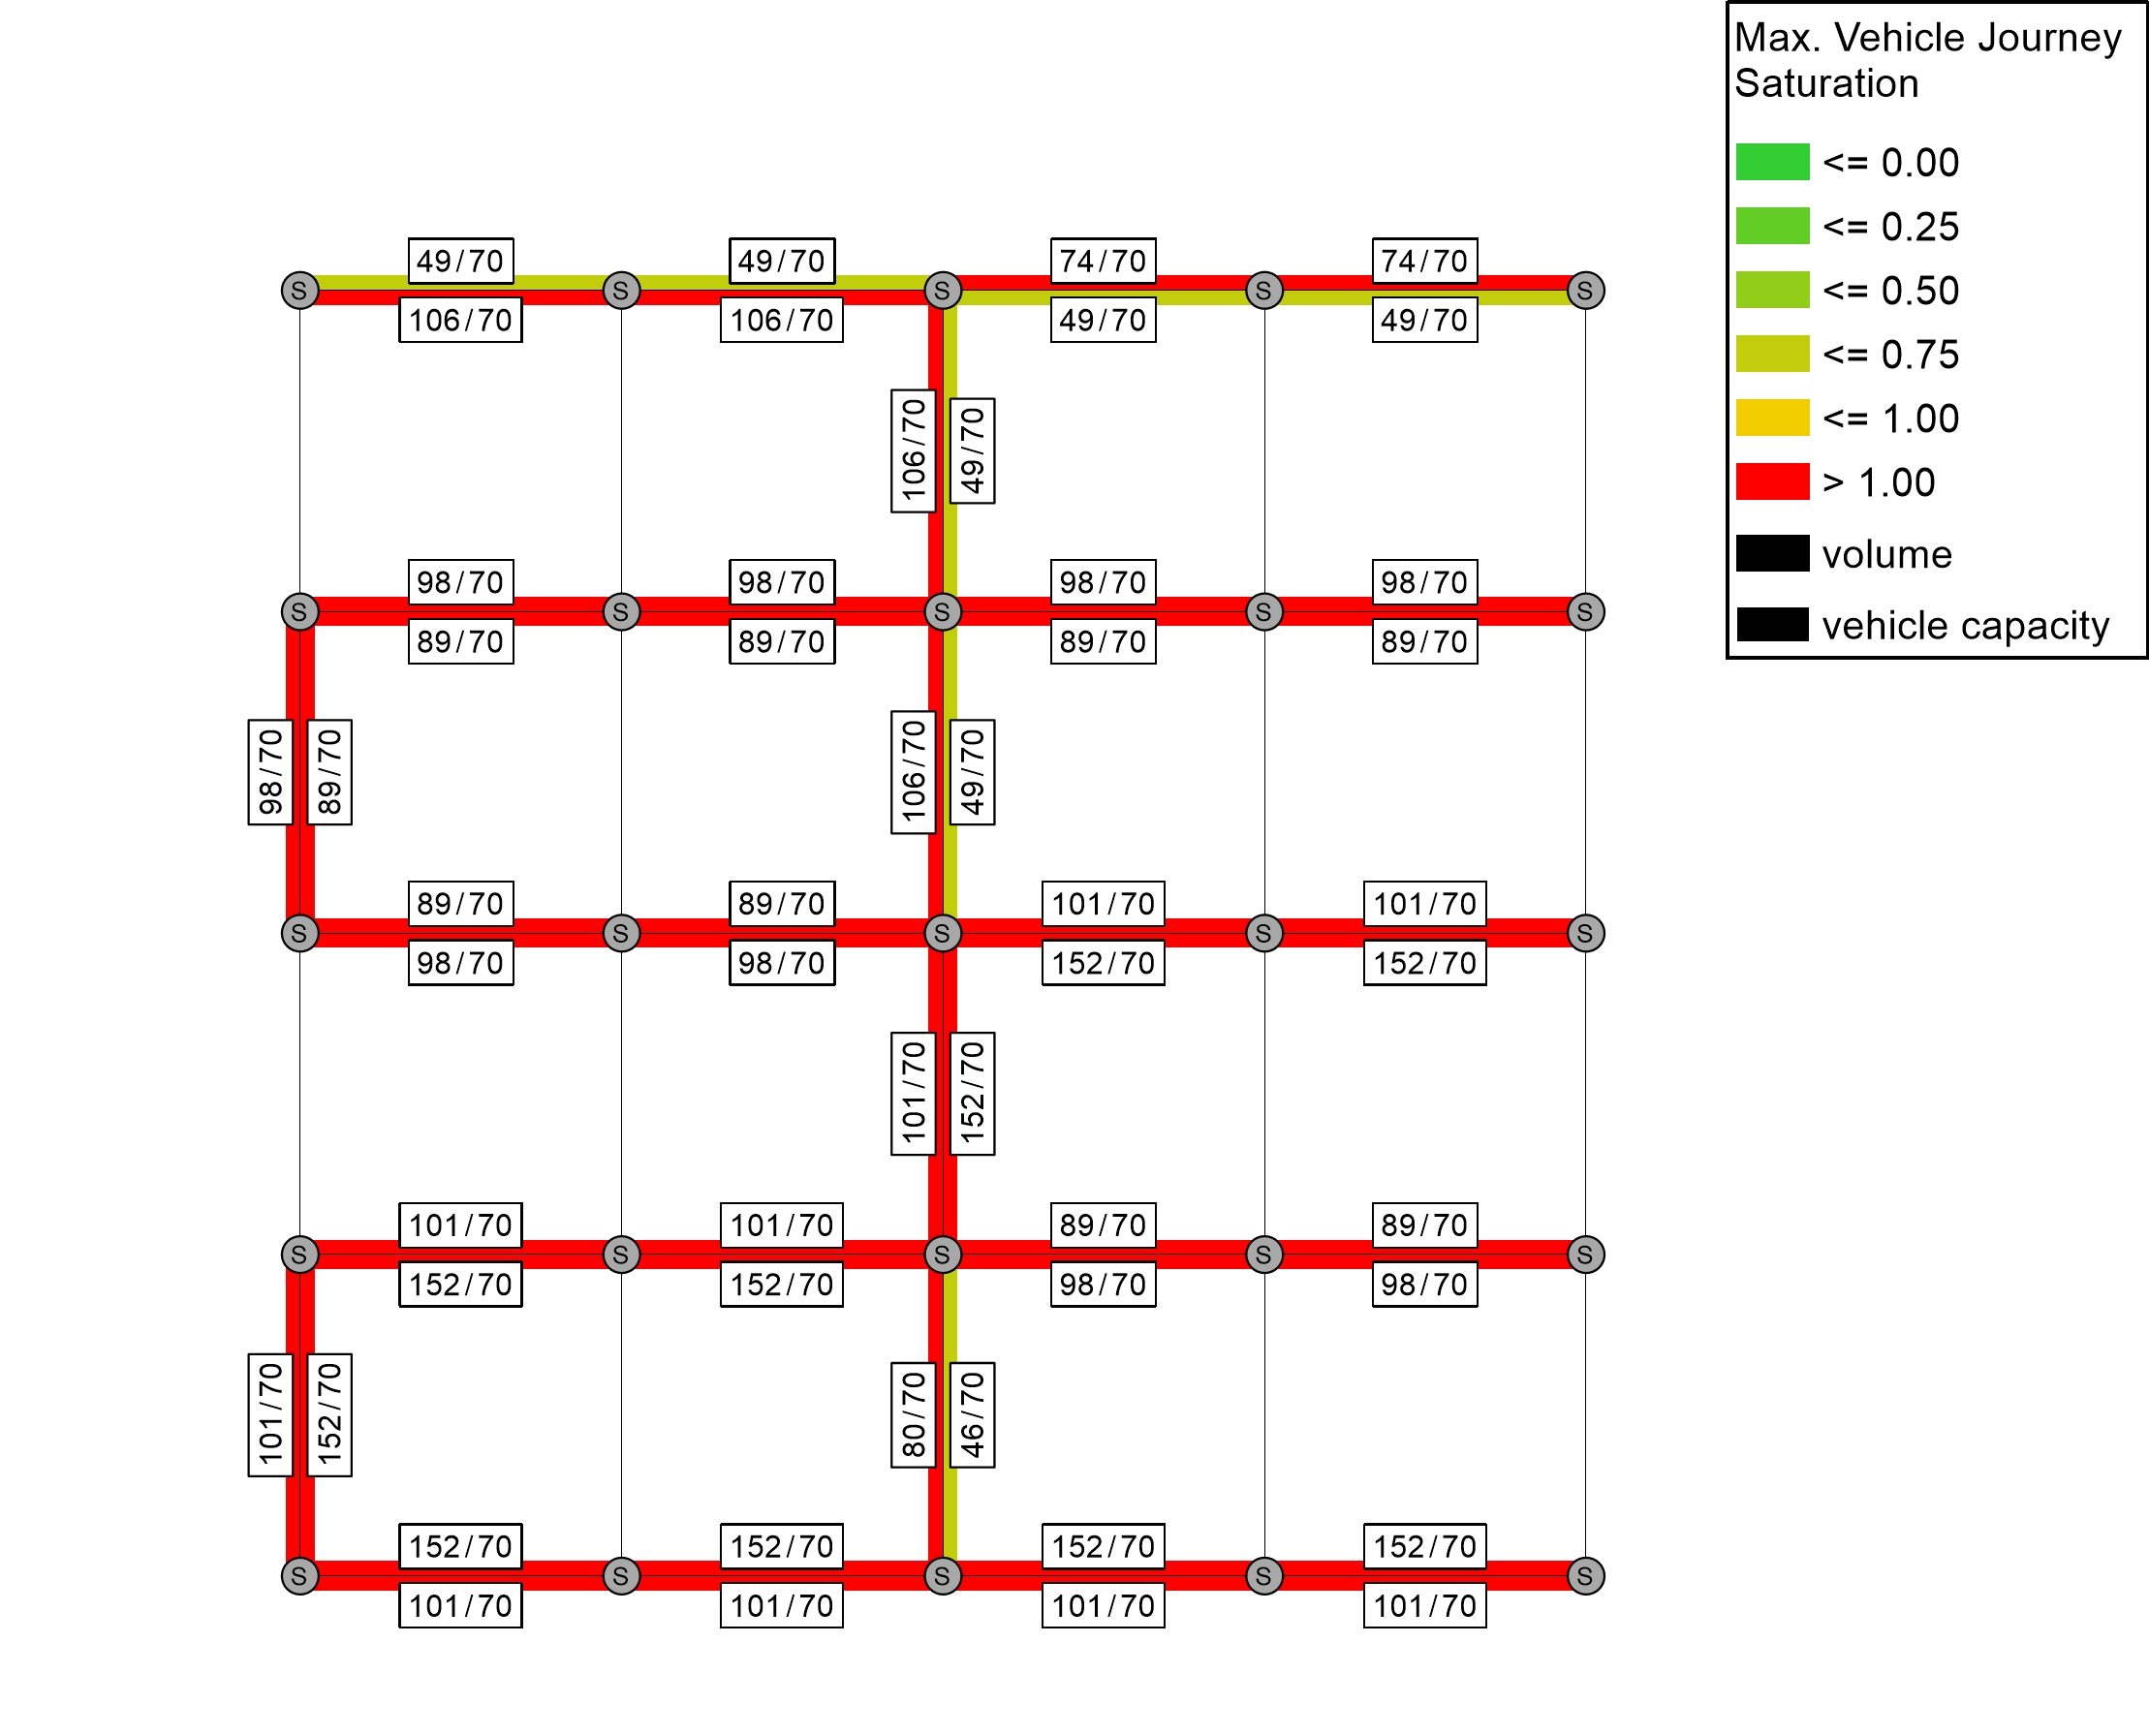 Max. Vehicle Journey
Saturation
<= 0.00
<= 0.25
<= 0.50
<= 0.75
<= 1.00
> 1.00
volume
vehicle capacity
49/70 49/70 74/70 74/70
S S S S S
106/70 106/70 49/70 49/70
106/70 49/70
98/70 98/70 98/70 98/70
S S S S S
89/70 89/70 89/70 89/70
98/70 89/70 106/70 49/70
89/70 89/70 101/70 101/70
S S S S S
98/70 98/70 152/70 152/70
101/70 152/70
101/70 101/70 89/70 89/70
S S S S S
152/70 152/70 98/70 98/70
101/70 152/70 80/70 46/70
152/70 152/70 152/70 152/70
S S S S S
101/70 101/70 101/70 101/70